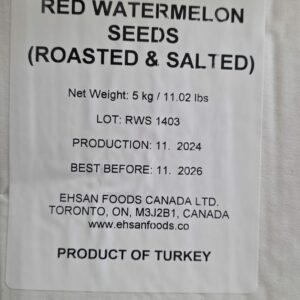 RED WATERMELON
SEEDS
(ROASTED & SALTED)
Net Weight: 5 kg / 11.02 lbs
LOT: RWS 1403
PRODUCTION: 11. 2024
BEST BEFORE: 11. 2026
EHSAN FOODS CANADA LTD.
TORONTO, ON, M3J2B1, CANADA
www.ehsanfoods.co
PRODUCT OF TURKEY